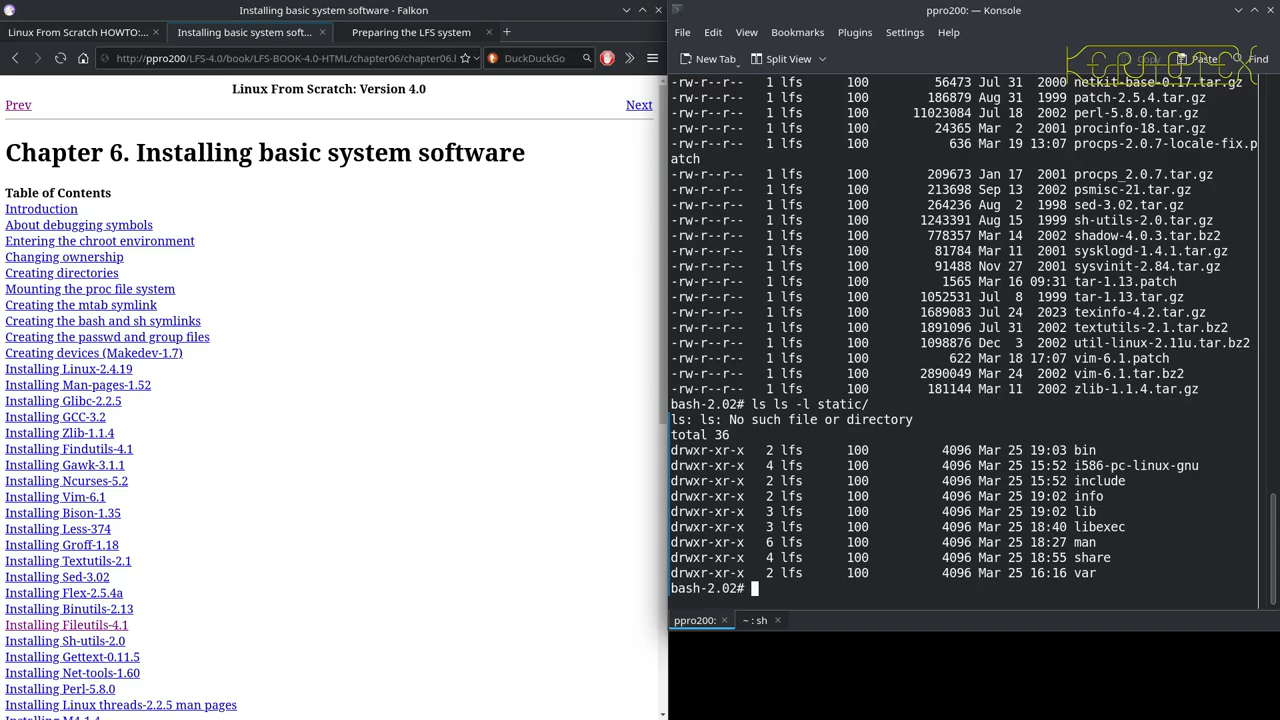 Installing basic system software - Falkon
Linux From Scratch HOWTO:...
Installing basic system soft...
Preparing the LFS system
http://ppro200/LFS-4.0/book/LFS-BOOK-4.0-HTML/chapter06/chapter06.l
DuckDuckGo
Linux From Scratch: Version 4.0
Prev
Next
Chapter 6. Installing basic system software
Table of Contents
Introduction
About debugging symbols
Entering the chroot environment
Changing ownership
Creating directories
Mounting the proc file system
Creating the mtab symlink
Creating the bash and sh symlinks
Creating the passwd and group files
Creating devices (Makedev-1.7)
Installing Linux-2.4.19
Installing Man-pages-1.52
Installing Glibc-2.2.5
Installing GCC-3.2
Installing Zlib-1.1.4
Installing Findutils-4.1
Installing Gawk-3.1.1
Installing Ncurses-5.2
Installing Vim-6.1
Installing Bison-1.35
Installing Less-374
Installing Groff-1.18
Installing Textutils-2.1
Installing Sed-3.02
Installing Flex-2.5.4a
Installing Binutils-2.13
Installing Fileutils-4.1
Installing Sh-utils-2.0
Installing Gettext-0.11.5
Installing Net-tools-1.60
Installing Perl-5.8.0
Installing Linux threads-2.2.5 man pages
Installing M4-1.4
ppro200: — Konsole
File Edit View Bookmarks Plugins Settings Help
New Tab Split View Copy Paste Find
-rw-r--r-- 1 lfs 100 56473 Jul 31 2000 netkit-base-0.17.tar.gz
-rw-r--r-- 1 lfs 100 186879 Aug 31 1999 patch-2.5.4.tar.gz
-rw-r--r-- 1 lfs 100 11023084 Jul 18 2002 perl-5.8.0.tar.gz
-rw-r--r-- 1 lfs 100 24365 Mar 2 2001 procinfo-18.tar.gz
-rw-r--r-- 1 lfs 100 636 Mar 19 13:07 procps-2.0.7-locale-fix.p
atch
-rw-r--r-- 1 lfs 100 209673 Jan 17 2001 procps_2.0.7.tar.gz
-rw-r--r-- 1 lfs 100 213698 Sep 13 2002 psmisc-21.tar.gz
-rw-r--r-- 1 lfs 100 264236 Aug 2 1998 sed-3.02.tar.gz
-rw-r--r-- 1 lfs 100 1243391 Aug 15 1999 sh-utils-2.0.tar.gz
-rw-r--r-- 1 lfs 100 778357 Mar 14 2002 shadow-4.0.3.tar.bz2
-rw-r--r-- 1 lfs 100 81784 Mar 11 2001 sysklogd-1.4.1.tar.gz
-rw-r--r-- 1 lfs 100 91488 Nov 27 2001 sysvinit-2.84.tar.gz
-rw-r--r-- 1 lfs 100 1565 Mar 16 09:31 tar-1.13.patch
-rw-r--r-- 1 lfs 100 1052531 Jul 8 1999 tar-1.13.tar.gz
-rw-r--r-- 1 lfs 100 1689083 Jul 24 2023 texinfo-4.2.tar.gz
-rw-r--r-- 1 lfs 100 1891096 Jul 31 2002 textutils-2.1.tar.bz2
-rw-r--r-- 1 lfs 100 1098876 Dec 3 2002 util-linux-2.11u.tar.bz2
-rw-r--r-- 1 lfs 100 622 Mar 18 17:07 vim-6.1.patch
-rw-r--r-- 1 lfs 100 2890049 Mar 24 2002 vim-6.1.tar.bz2
-rw-r--r-- 1 lfs 100 181144 Mar 11 2002 zlib-1.1.4.tar.gz
bash-2.02# ls ls -l static/
ls: ls: No such file or directory
total 36
drwxr-xr-x 2 lfs 100 4096 Mar 25 19:03 bin
drwxr-xr-x 4 lfs 100 4096 Mar 25 15:52 i586-pc-linux-gnu
drwxr-xr-x 2 lfs 100 4096 Mar 25 15:52 include
drwxr-xr-x 2 lfs 100 4096 Mar 25 19:02 info
drwxr-xr-x 3 lfs 100 4096 Mar 25 19:02 lib
drwxr-xr-x 3 lfs 100 4096 Mar 25 18:40 libexec
drwxr-xr-x 6 lfs 100 4096 Mar 25 18:27 man
drwxr-xr-x 4 lfs 100 4096 Mar 25 18:55 share
drwxr-xr-x 2 lfs 100 4096 Mar 25 16:16 var
bash-2.02#
ppro200:
~ : sh